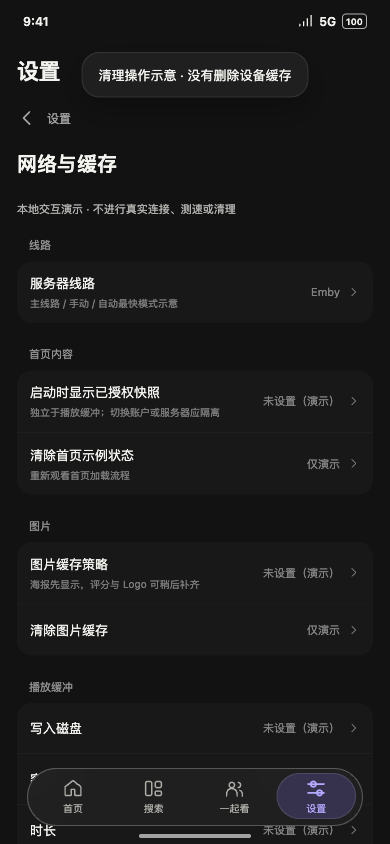 9:41
5G 100
设置
清理操作示意 · 没有删除设备缓存
设置
网络与缓存
本地交互演示 · 不进行真实连接、测速或清理
线路
服务器线路
主线路 / 手动 / 自动最快模式示意
Emby
首页内容
启动时显示已授权快照
独立于播放缓冲；切换账户或服务器应隔离
未设置（演示）
清除首页示例状态
重新观看首页加载流程
仅演示
图片
图片缓存策略
海报先显示，评分与 Logo 可稍后补齐
未设置（演示）
清除图片缓存
仅演示
播放缓冲
写入磁盘
未设置（演示）
首页
搜索
一起看
设置
时长
未设置（演示）